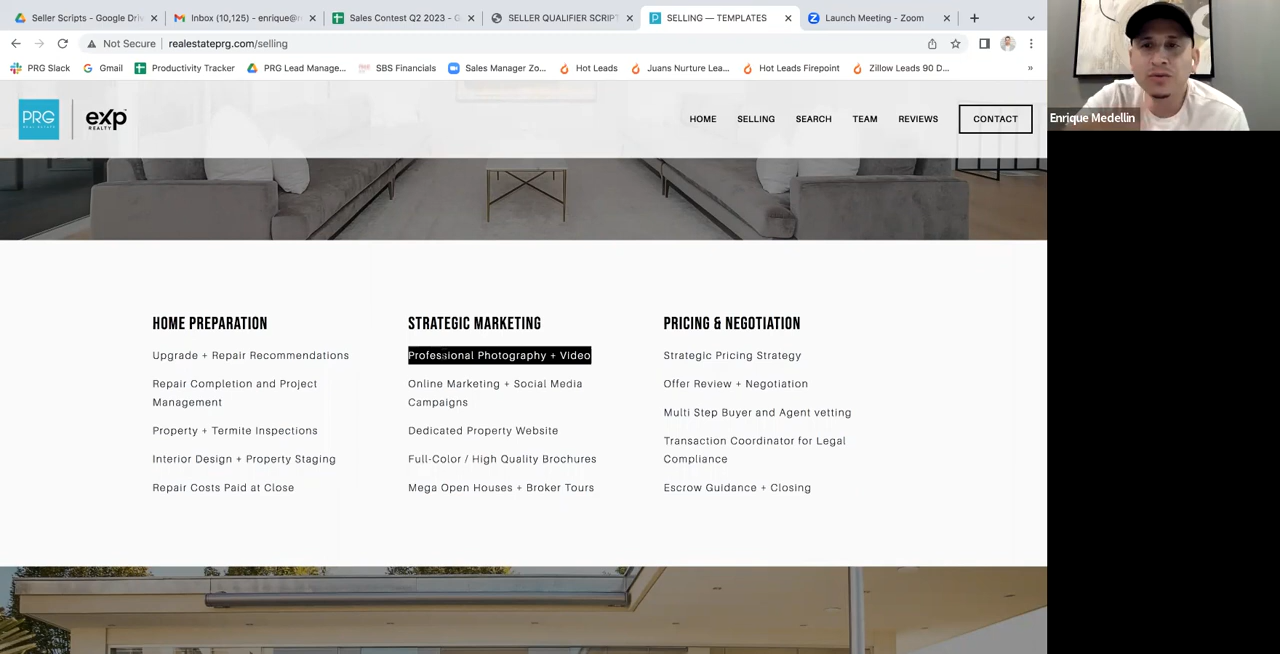 Seller Scripts - Google Driv
Inbox (10,125) - enrique@r
Sales Contest Q2 2023 - G
SELLER QUALIFIER SCRIPT
SELLING — TEMPLATES
Launch Meeting - Zoom
Not Secure
realestateprg.com/selling
PRG Slack
Gmail
Productivity Tracker
PRG Lead Manage...
SBS Financials
Sales Manager Zo...
Hot Leads
Juans Nurture Lea...
Hot Leads Firepoint
Zillow Leads 90 D...
»
PRG
REAL ESTATE
eXp
REALTY
HOME
SELLING
SEARCH
TEAM
REVIEWS
CONTACT
Enrique Medellin
HOME PREPARATION
Upgrade + Repair Recommendations
Repair Completion and Project
Management
Property + Termite Inspections
Interior Design + Property Staging
Repair Costs Paid at Close
STRATEGIC MARKETING
Professional Photography + Video
Online Marketing + Social Media
Campaigns
Dedicated Property Website
Full-Color / High Quality Brochures
Mega Open Houses + Broker Tours
PRICING & NEGOTIATION
Strategic Pricing Strategy
Offer Review + Negotiation
Multi Step Buyer and Agent vetting
Transaction Coordinator for Legal
Compliance
Escrow Guidance + Closing